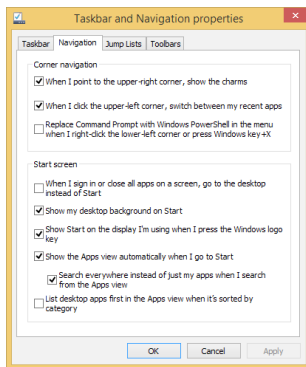 Taskbar and Navigation properties
Taskbar Navigation Jump Lists Toolbars
Corner navigation
When I point to the upper-right corner, show the charms
When I click the upper-left corner, switch between my recent apps
Replace Command Prompt with Windows PowerShell in the menu
when I right-click the lower-left corner or press Windows key+X
Start screen
When I sign in or close all apps on a screen, go to the desktop
instead of Start
Show my desktop background on Start
Show Start on the display I'm using when I press the Windows logo
key
Show the Apps view automatically when I go to Start
Search everywhere instead of just my apps when I search
from the Apps view
List desktop apps first in the Apps view when it's sorted by
category
OK Cancel Apply